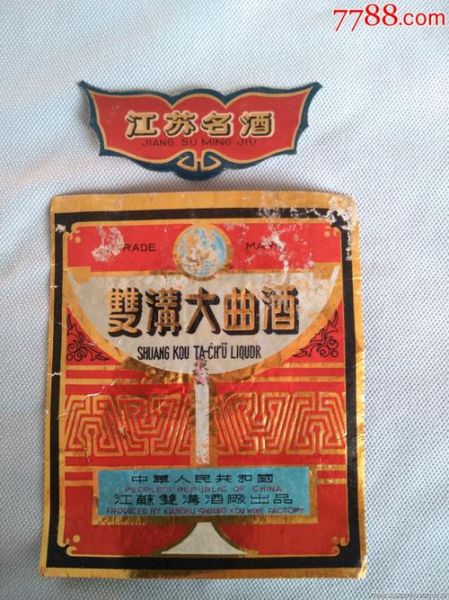 7788.com
江苏名酒
JIANG SU MING JIU
TRADE MARK
雙溝大曲酒
SHUANG KOU TA-CH'Ü LIQUOR
中華人民共和國
PEOPLE'S REPUBLIC OF CHINA
江蘇雙溝酒廠出品
PRODUCED BY KIANGSU SHUANG KOU WINE FACTORY